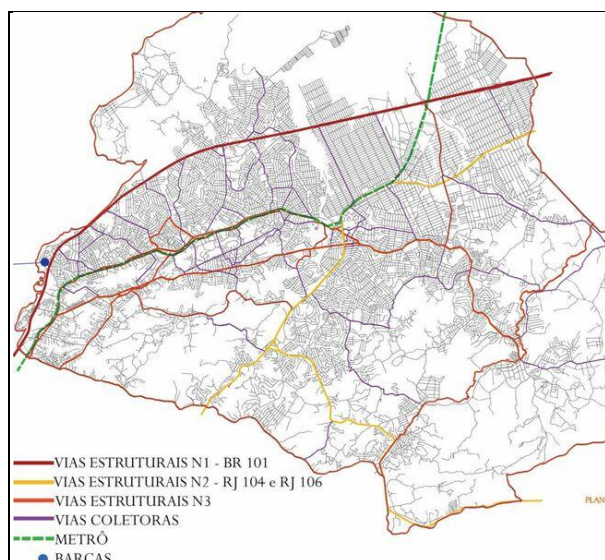 VIAS ESTRUTURAIS N1 - BR 101
VIAS ESTRUTURAIS N2 - RJ 104 e RJ 106
VIAS ESTRUTURAIS N3
VIAS COLETORAS
METRÔ
BARCAS
PLAN